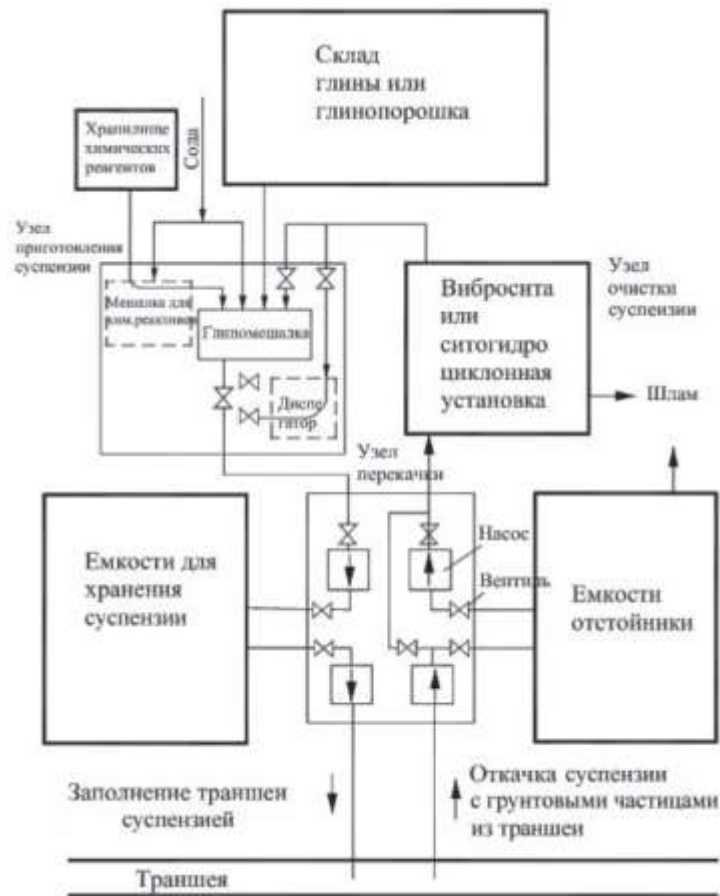 Склад
глины или
глинопорошка
Хранилище
химических
реагентов
Сода
Узел
приготовления
суспензии
Мешалка для
хим.реактивов
Глиномешалка
Диспе
гатор
Вибросита
или
ситогидро
циклонная
установка
Узел
очистки
суспензии
Шлам
Узел
перекачки
Емкости для
хранения
суспензии
Насос
Вентиль
Емкости
отстойники
Заполнение траншеи
суспензией
Откачка суспензии
с грунтовыми частицами
из траншеи
Траншея